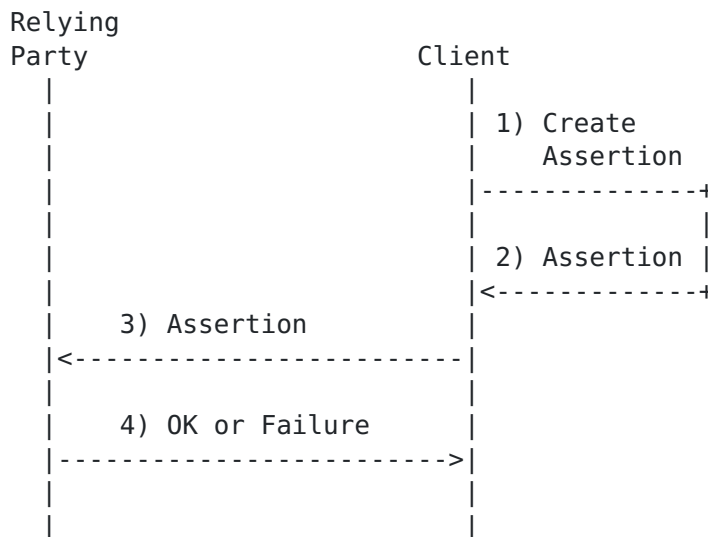 Relying
Party Client
1) Create
Assertion
2) Assertion
3) Assertion
4) OK or Failure